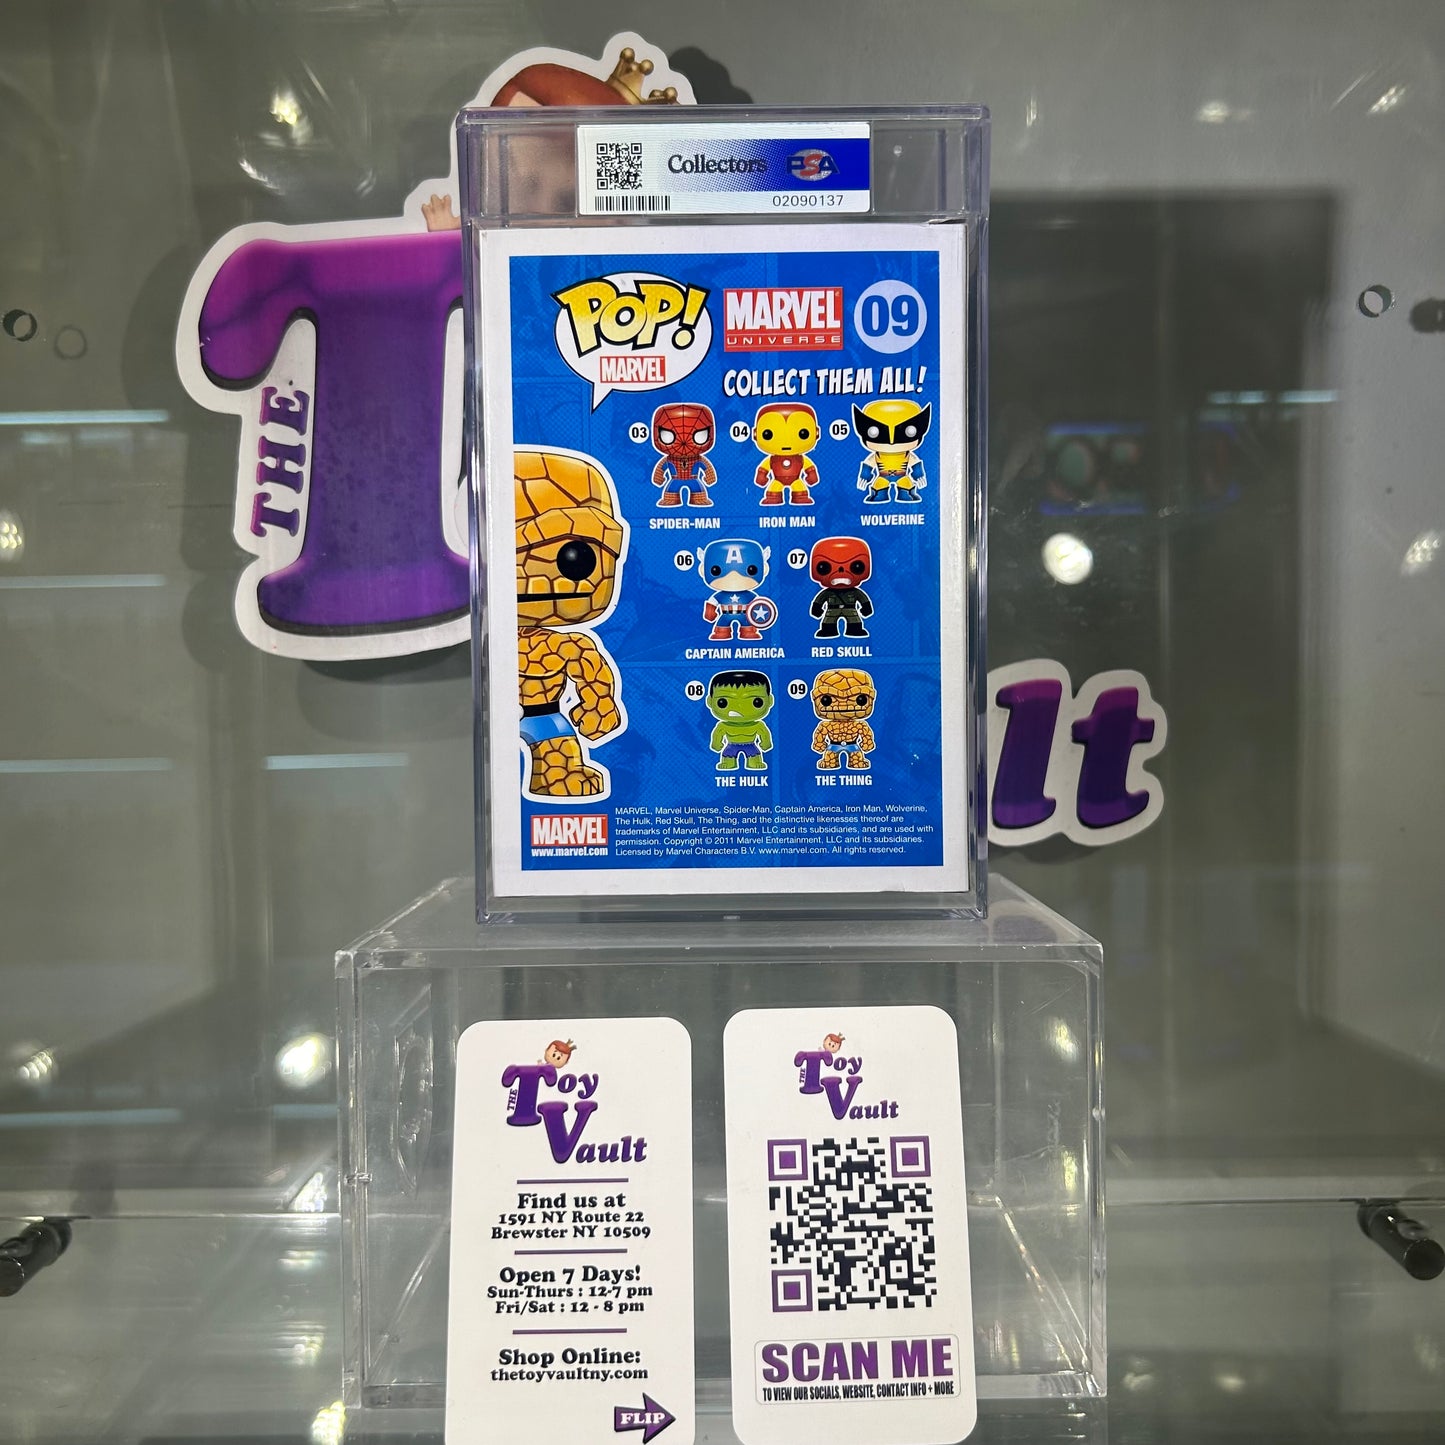 Collectors PSA
02090137
THE
T
lt
POP!
MARVEL
MARVEL
UNIVERSE
09
COLLECT THEM ALL!
03
04
05
SPIDER-MAN
IRON MAN
WOLVERINE
06
07
A
CAPTAIN AMERICA
RED SKULL
08
09
THE HULK
THE THING
MARVEL
www.marvel.com
MARVEL, Marvel Universe, Spider-Man, Captain America, Iron Man, Wolverine,
The Hulk, Red Skull, The Thing, and the distinctive likenesses thereof are
trademarks of Marvel Entertainment, LLC and its subsidiaries, and are used with
permission. Copyright © 2011 Marvel Entertainment, LLC and its subsidiaries.
Licensed by Marvel Characters B.V. www.marvel.com. All rights reserved.
THE Toy
Vault
Find us at
1591 NY Route 22
Brewster NY 10509
Open 7 Days!
Sun-Thurs : 12-7 pm
Fri/Sat : 12 - 8 pm
Shop Online:
thetoyvaultny.com
FLIP
THE Toy
Vault
SCAN ME
TO VIEW OUR SOCIALS, WEBSITE, CONTACT INFO + MORE